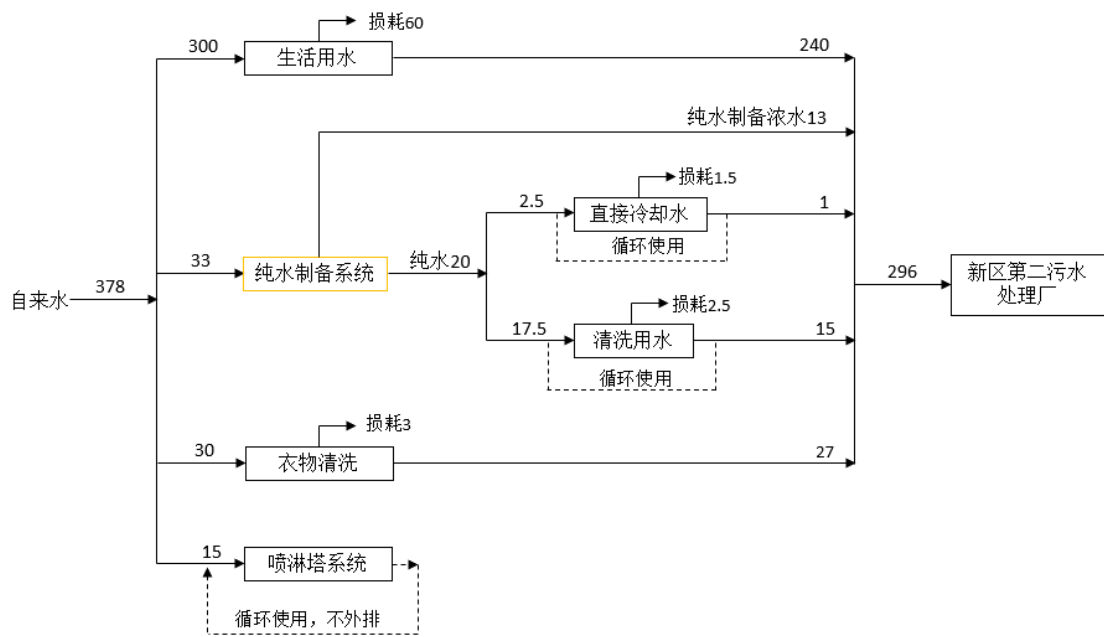 损耗60
300
生活用水
240
纯水制备浓水13
损耗1.5
2.5
直接冷却水
1
循环使用
33
纯水制备系统
纯水20
自来水
378
296
新区第二污水
处理厂
损耗2.5
17.5
清洗用水
15
循环使用
损耗3
30
衣物清洗
27
15
喷淋塔系统
循环使用，不外排